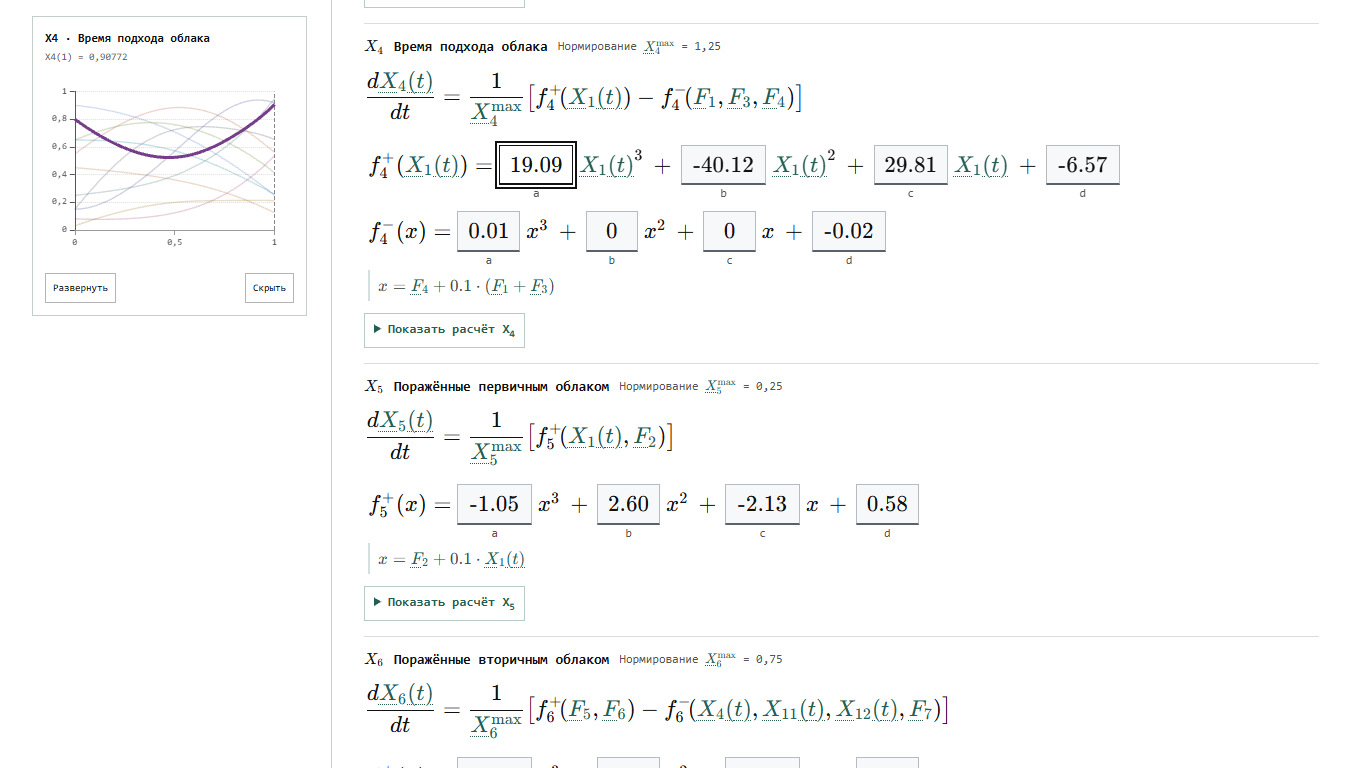 X4 · Время подхода облака
X4(1) = 0,90772
1
0,8
0,6
0,4
0,2
0
0 0,5 1
Развернуть Скрыть
X₄ Время подхода облака Нормирование X₄ᵐᵃˣ = 1,25
dX₄(t)/dt = 1/X₄ᵐᵃˣ [f₄⁺(X₁(t)) − f₄⁻(F₁, F₃, F₄)]
f₄⁺(X₁(t)) = 19.09 X₁(t)³ + -40.12 X₁(t)² + 29.81 X₁(t) + -6.57
a b c d
f₄⁻(x) = 0.01 x³ + 0 x² + 0 x + -0.02
a b c d
x = F₄ + 0.1 · (F₁ + F₃)
▶ Показать расчёт X₄
X₅ Поражённые первичным облаком Нормирование X₅ᵐᵃˣ = 0,25
dX₅(t)/dt = 1/X₅ᵐᵃˣ [f₅⁺(X₁(t), F₂)]
f₅⁺(x) = -1.05 x³ + 2.60 x² + -2.13 x + 0.58
a b c d
x = F₂ + 0.1 · X₁(t)
▶ Показать расчёт X₅
X₆ Поражённые вторичным облаком Нормирование X₆ᵐᵃˣ = 0,75
dX₆(t)/dt = 1/X₆ᵐᵃˣ [f₆⁺(F₅, F₆) − f₆⁻(X₄(t), X₁₁(t), X₁₂(t), F₇)]